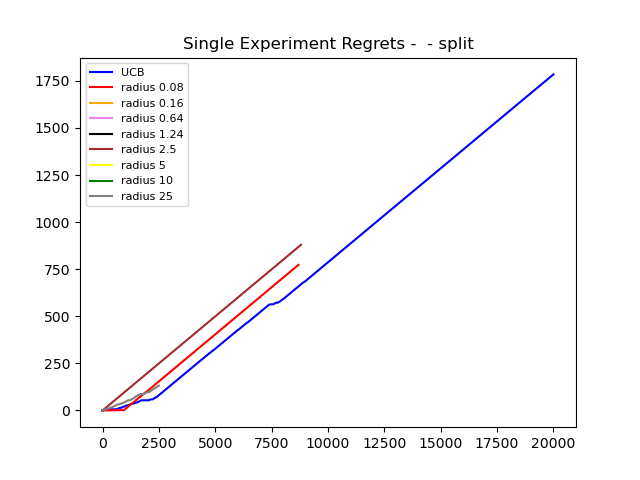 Single Experiment Regrets -  - split
UCB
radius 0.08
radius 0.16
radius 0.64
radius 1.24
radius 2.5
radius 5
radius 10
radius 25
1750
1500
1250
1000
750
500
250
0
0 2500 5000 7500 10000 12500 15000 17500 20000